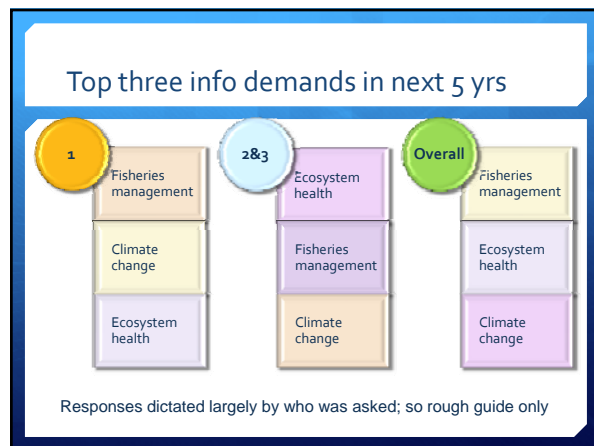 Top three info demands in next 5 yrs
1
Fisheries
management
Climate
change
Ecosystem
health
2&3
Ecosystem
health
Fisheries
management
Climate
change
Overall
Fisheries
management
Ecosystem
health
Climate
change
Responses dictated largely by who was asked; so rough guide only